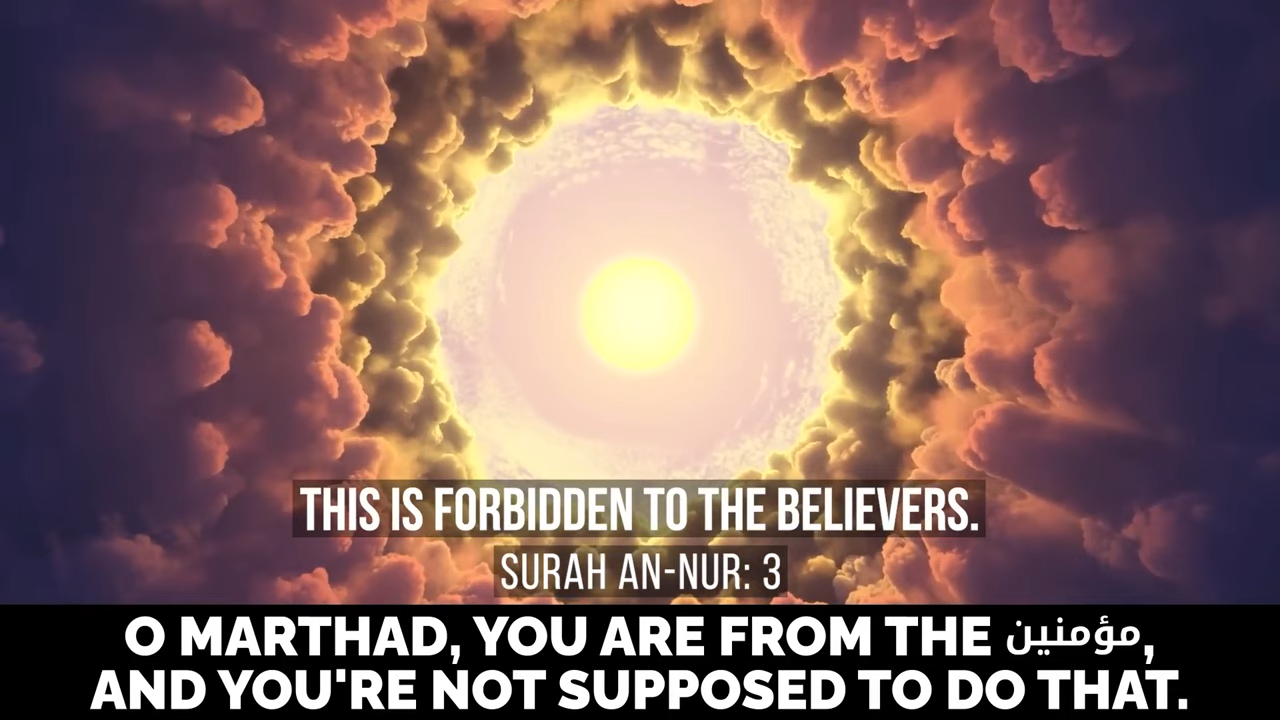 THIS IS FORBIDDEN TO THE BELIEVERS.
SURAH AN-NUR: 3
O MARTHAD, YOU ARE FROM THE مؤمنين,
AND YOU'RE NOT SUPPOSED TO DO THAT.